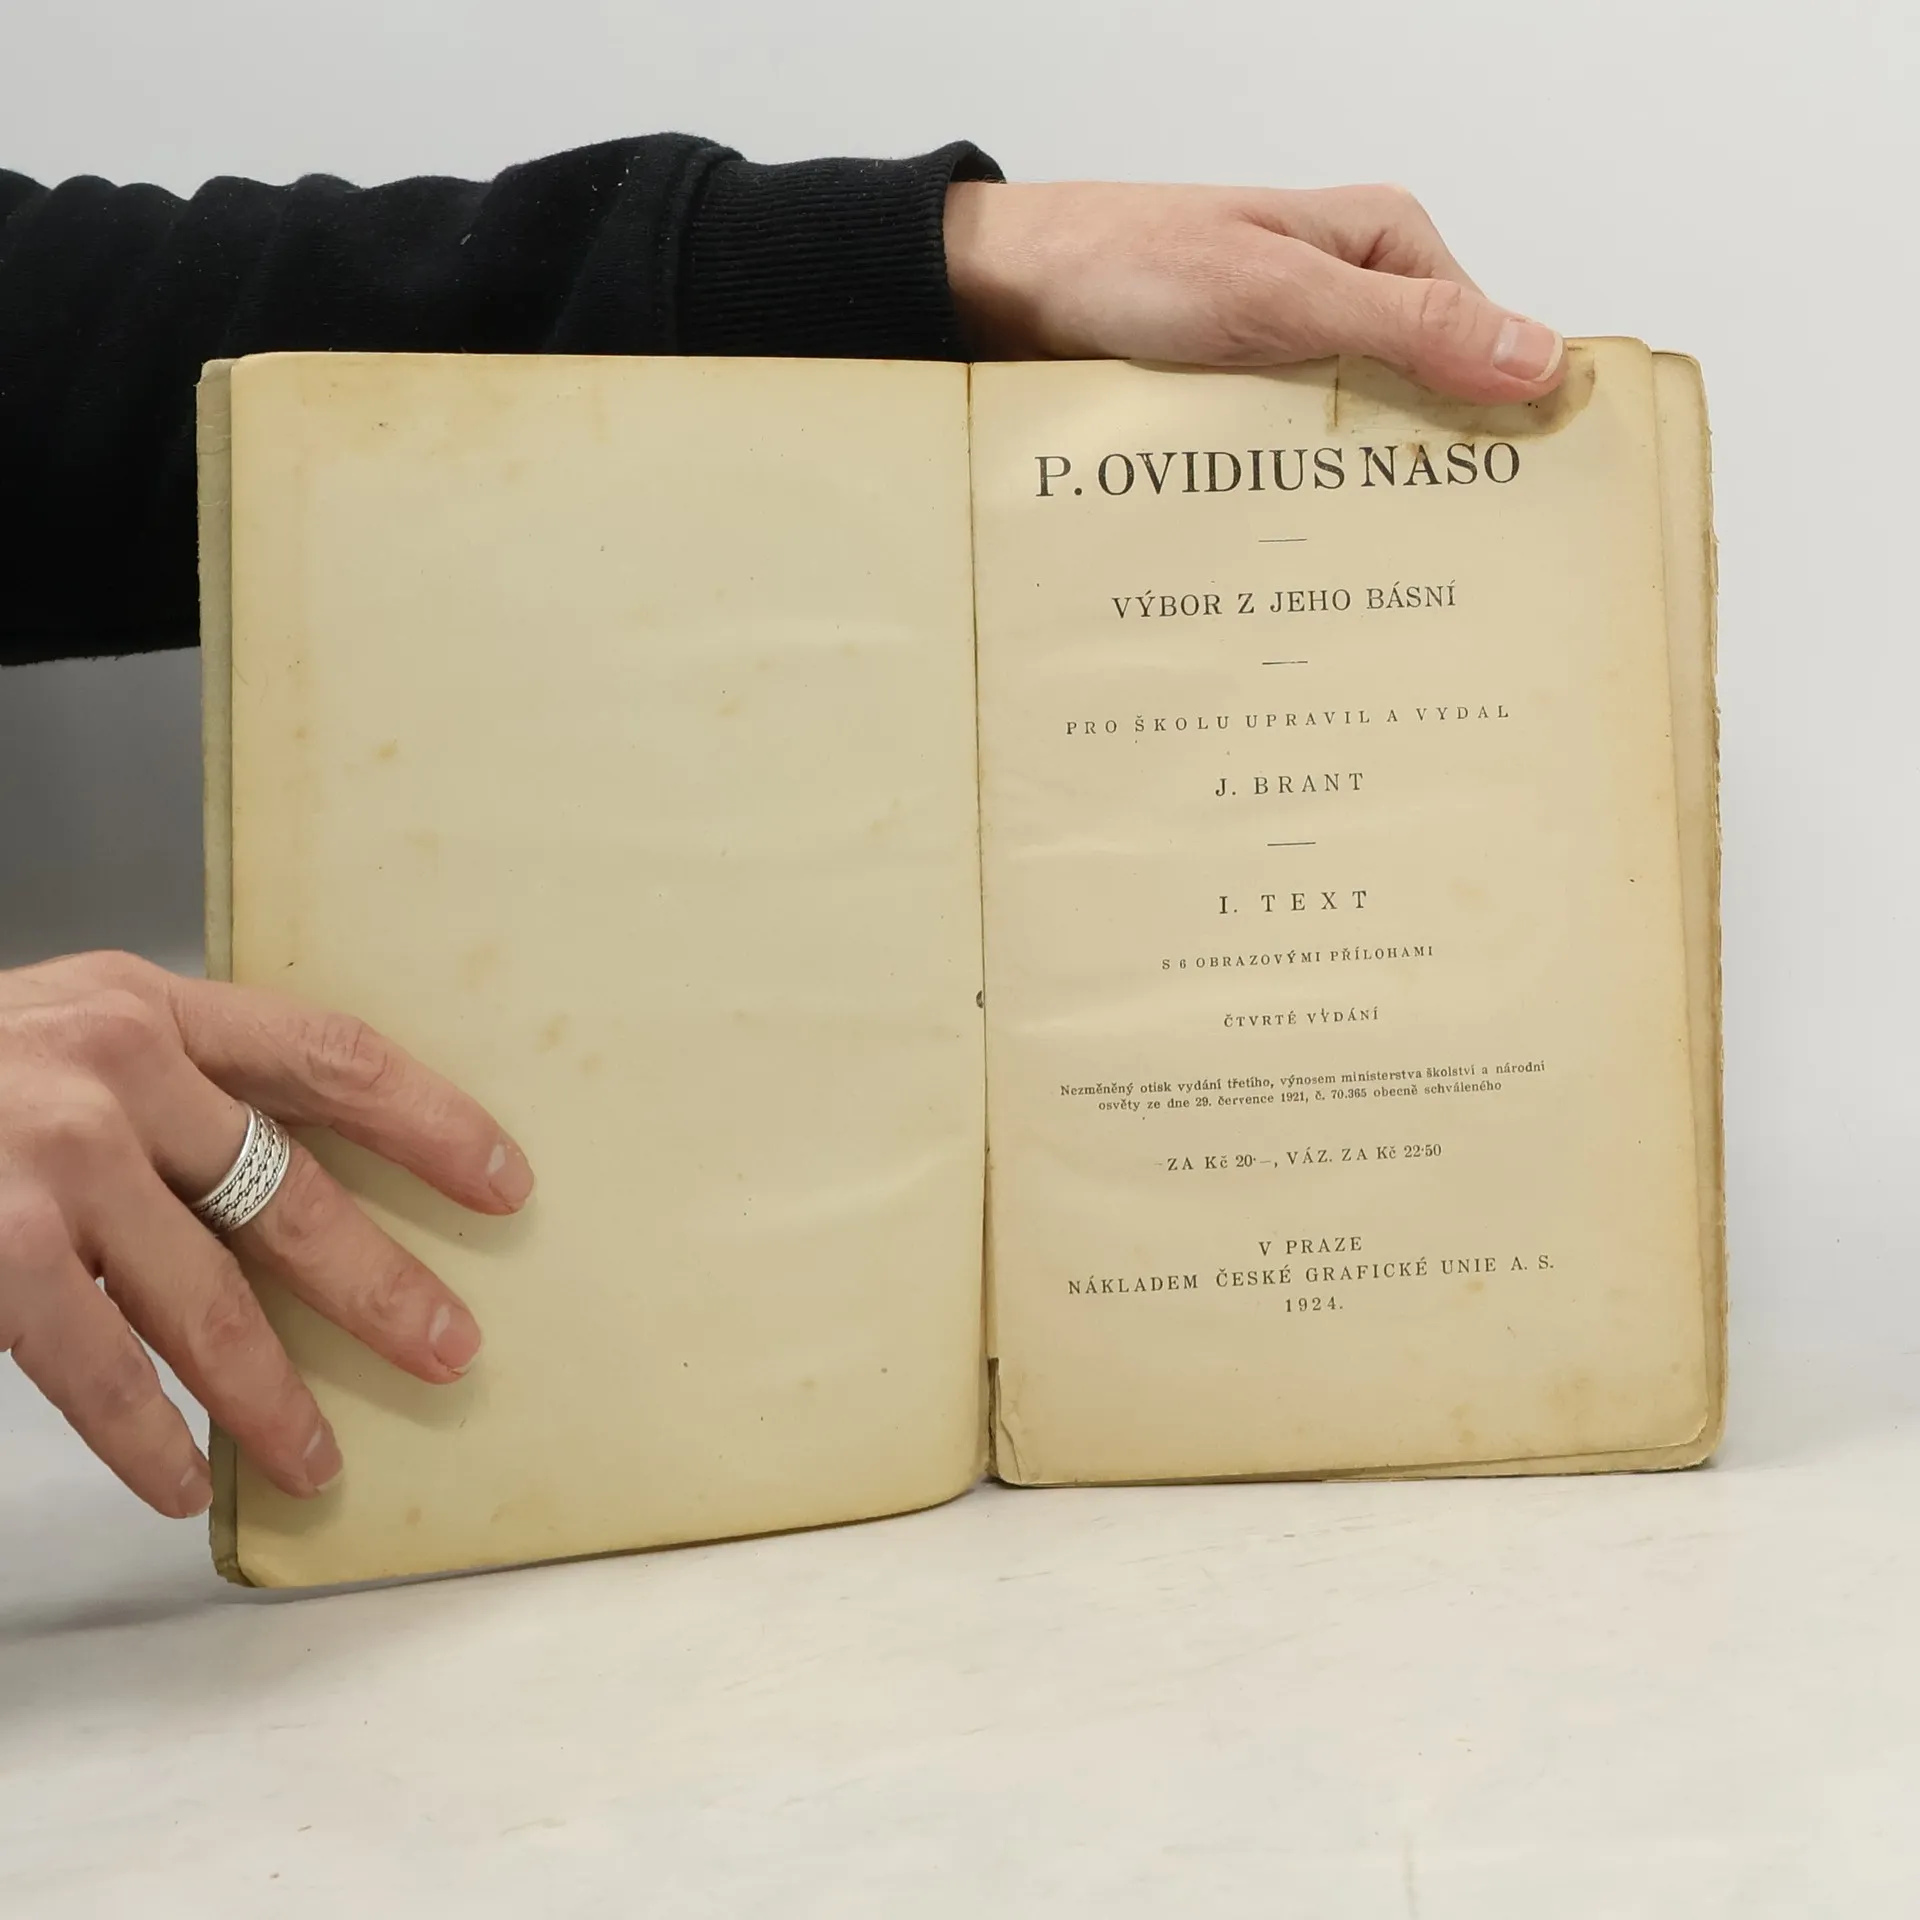 P. OVIDIUS NASO
VÝBOR Z JEHO BÁSNÍ
PRO ŠKOLU UPRAVIL A VYDAL
J. BRANT
I. TEXT
S 6 OBRAZOVÝMI PŘÍLOHAMI
ČTVRTÉ VYDÁNÍ
Nezměněný otisk vydání třetího, výnosem ministerstva školství a národní
osvěty ze dne 29. července 1921, č. 70.365 obecně schváleného
ZA Kč 20·—, VÁZ. ZA Kč 22·50
V PRAZE
NÁKLADEM ČESKÉ GRAFICKÉ UNIE A. S.
1924.